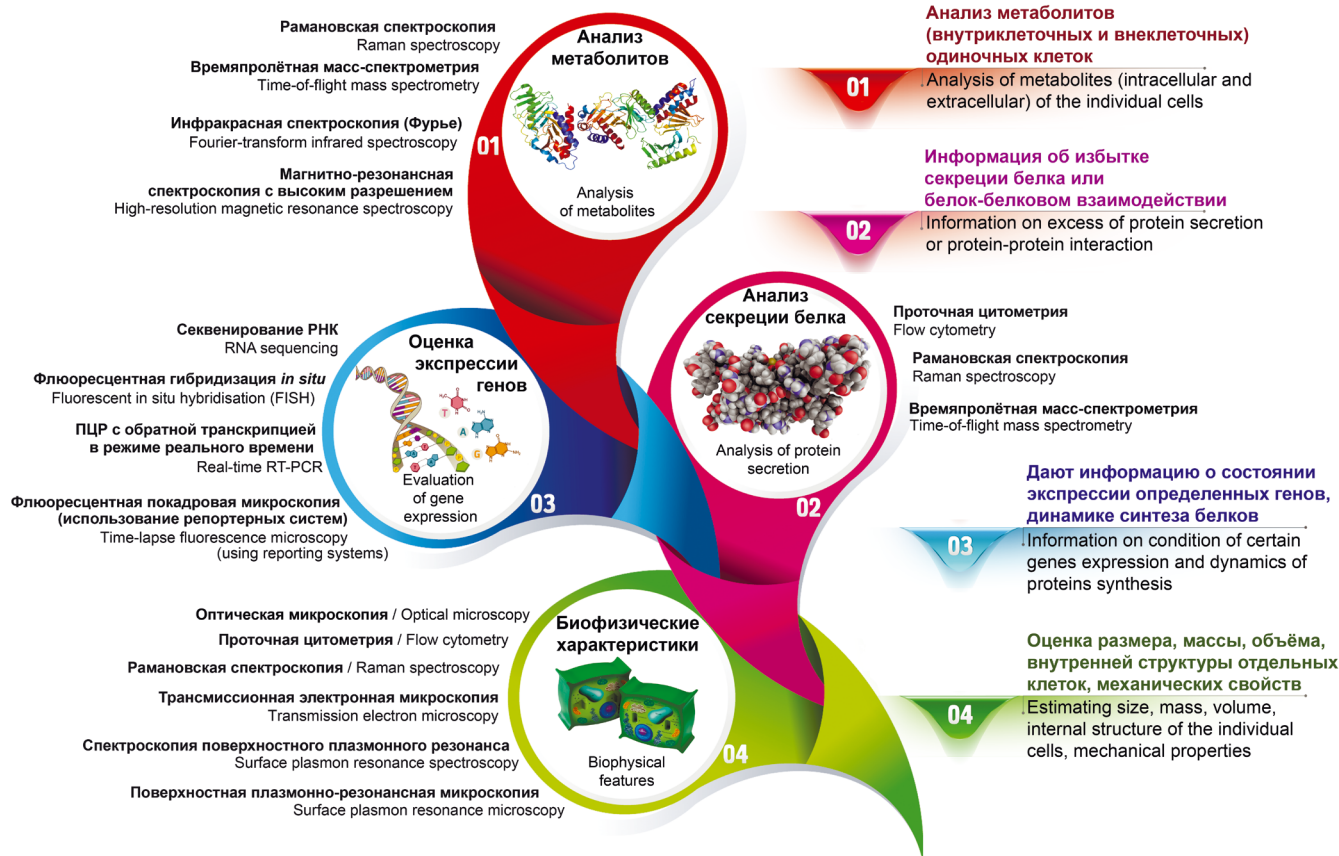 Рамановская спектроскопия
Raman spectroscopy
Времяпролётная масс-спектрометрия
Time-of-flight mass spectrometry
Инфракрасная спектроскопия (Фурье)
Fourier-transform infrared spectroscopy
Магнитно-резонансная
спектроскопия с высоким разрешением
High-resolution magnetic resonance spectroscopy
01
Анализ
метаболитов
Analysis
of metabolites
Анализ метаболитов
(внутриклеточных и внеклеточных)
одиночных клеток
01
Analysis of metabolites (intracellular and
extracellular) of the individual cells
Информация об избытке
секреции белка или
белок-белковом взаимодействии
02
Information on excess of protein secretion
or protein-protein interaction
Анализ
секреции белка
Analysis of protein
secretion
02
Проточная цитометрия
Flow cytometry
Рамановская спектроскопия
Raman spectroscopy
Времяпролётная масс-спектрометрия
Time-of-flight mass spectrometry
Секвенирование РНК
RNA sequencing
Флюоресцентная гибридизация in situ
Fluorescent in situ hybridisation (FISH)
ПЦР с обратной транскрипцией
в режиме реального времени
Real-time RT-PCR
Флюоресцентная покадровая микроскопия
(использование репортерных систем)
Time-lapse fluorescence microscopy
(using reporting systems)
Оценка
экспрессии
генов
T
A
G
Evaluation
of gene
expression
03
Дают информацию о состоянии
экспрессии определенных генов,
динамике синтеза белков
03
Information on condition of certain
genes expression and dynamics of
proteins synthesis
Оптическая микроскопия / Optical microscopy
Проточная цитометрия / Flow cytometry
Рамановская спектроскопия / Raman spectroscopy
Трансмиссионная электронная микроскопия
Transmission electron microscopy
Спектроскопия поверхностного плазмонного резонанса
Surface plasmon resonance spectroscopy
Поверхностная плазмонно-резонансная микроскопия
Surface plasmon resonance microscopy
Биофизические
характеристики
Biophysical
features
04
Оценка размера, массы, объёма,
внутренней структуры отдельных
клеток, механических свойств
04
Estimating size, mass, volume,
internal structure of the individual
cells, mechanical properties